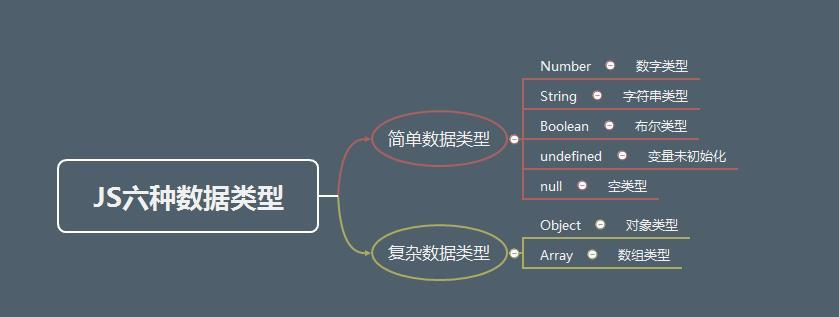 JS六种数据类型
简单数据类型
Number 数字类型
String 字符串类型
Boolean 布尔类型
undefined 变量未初始化
null 空类型
复杂数据类型
Object 对象类型
Array 数组类型